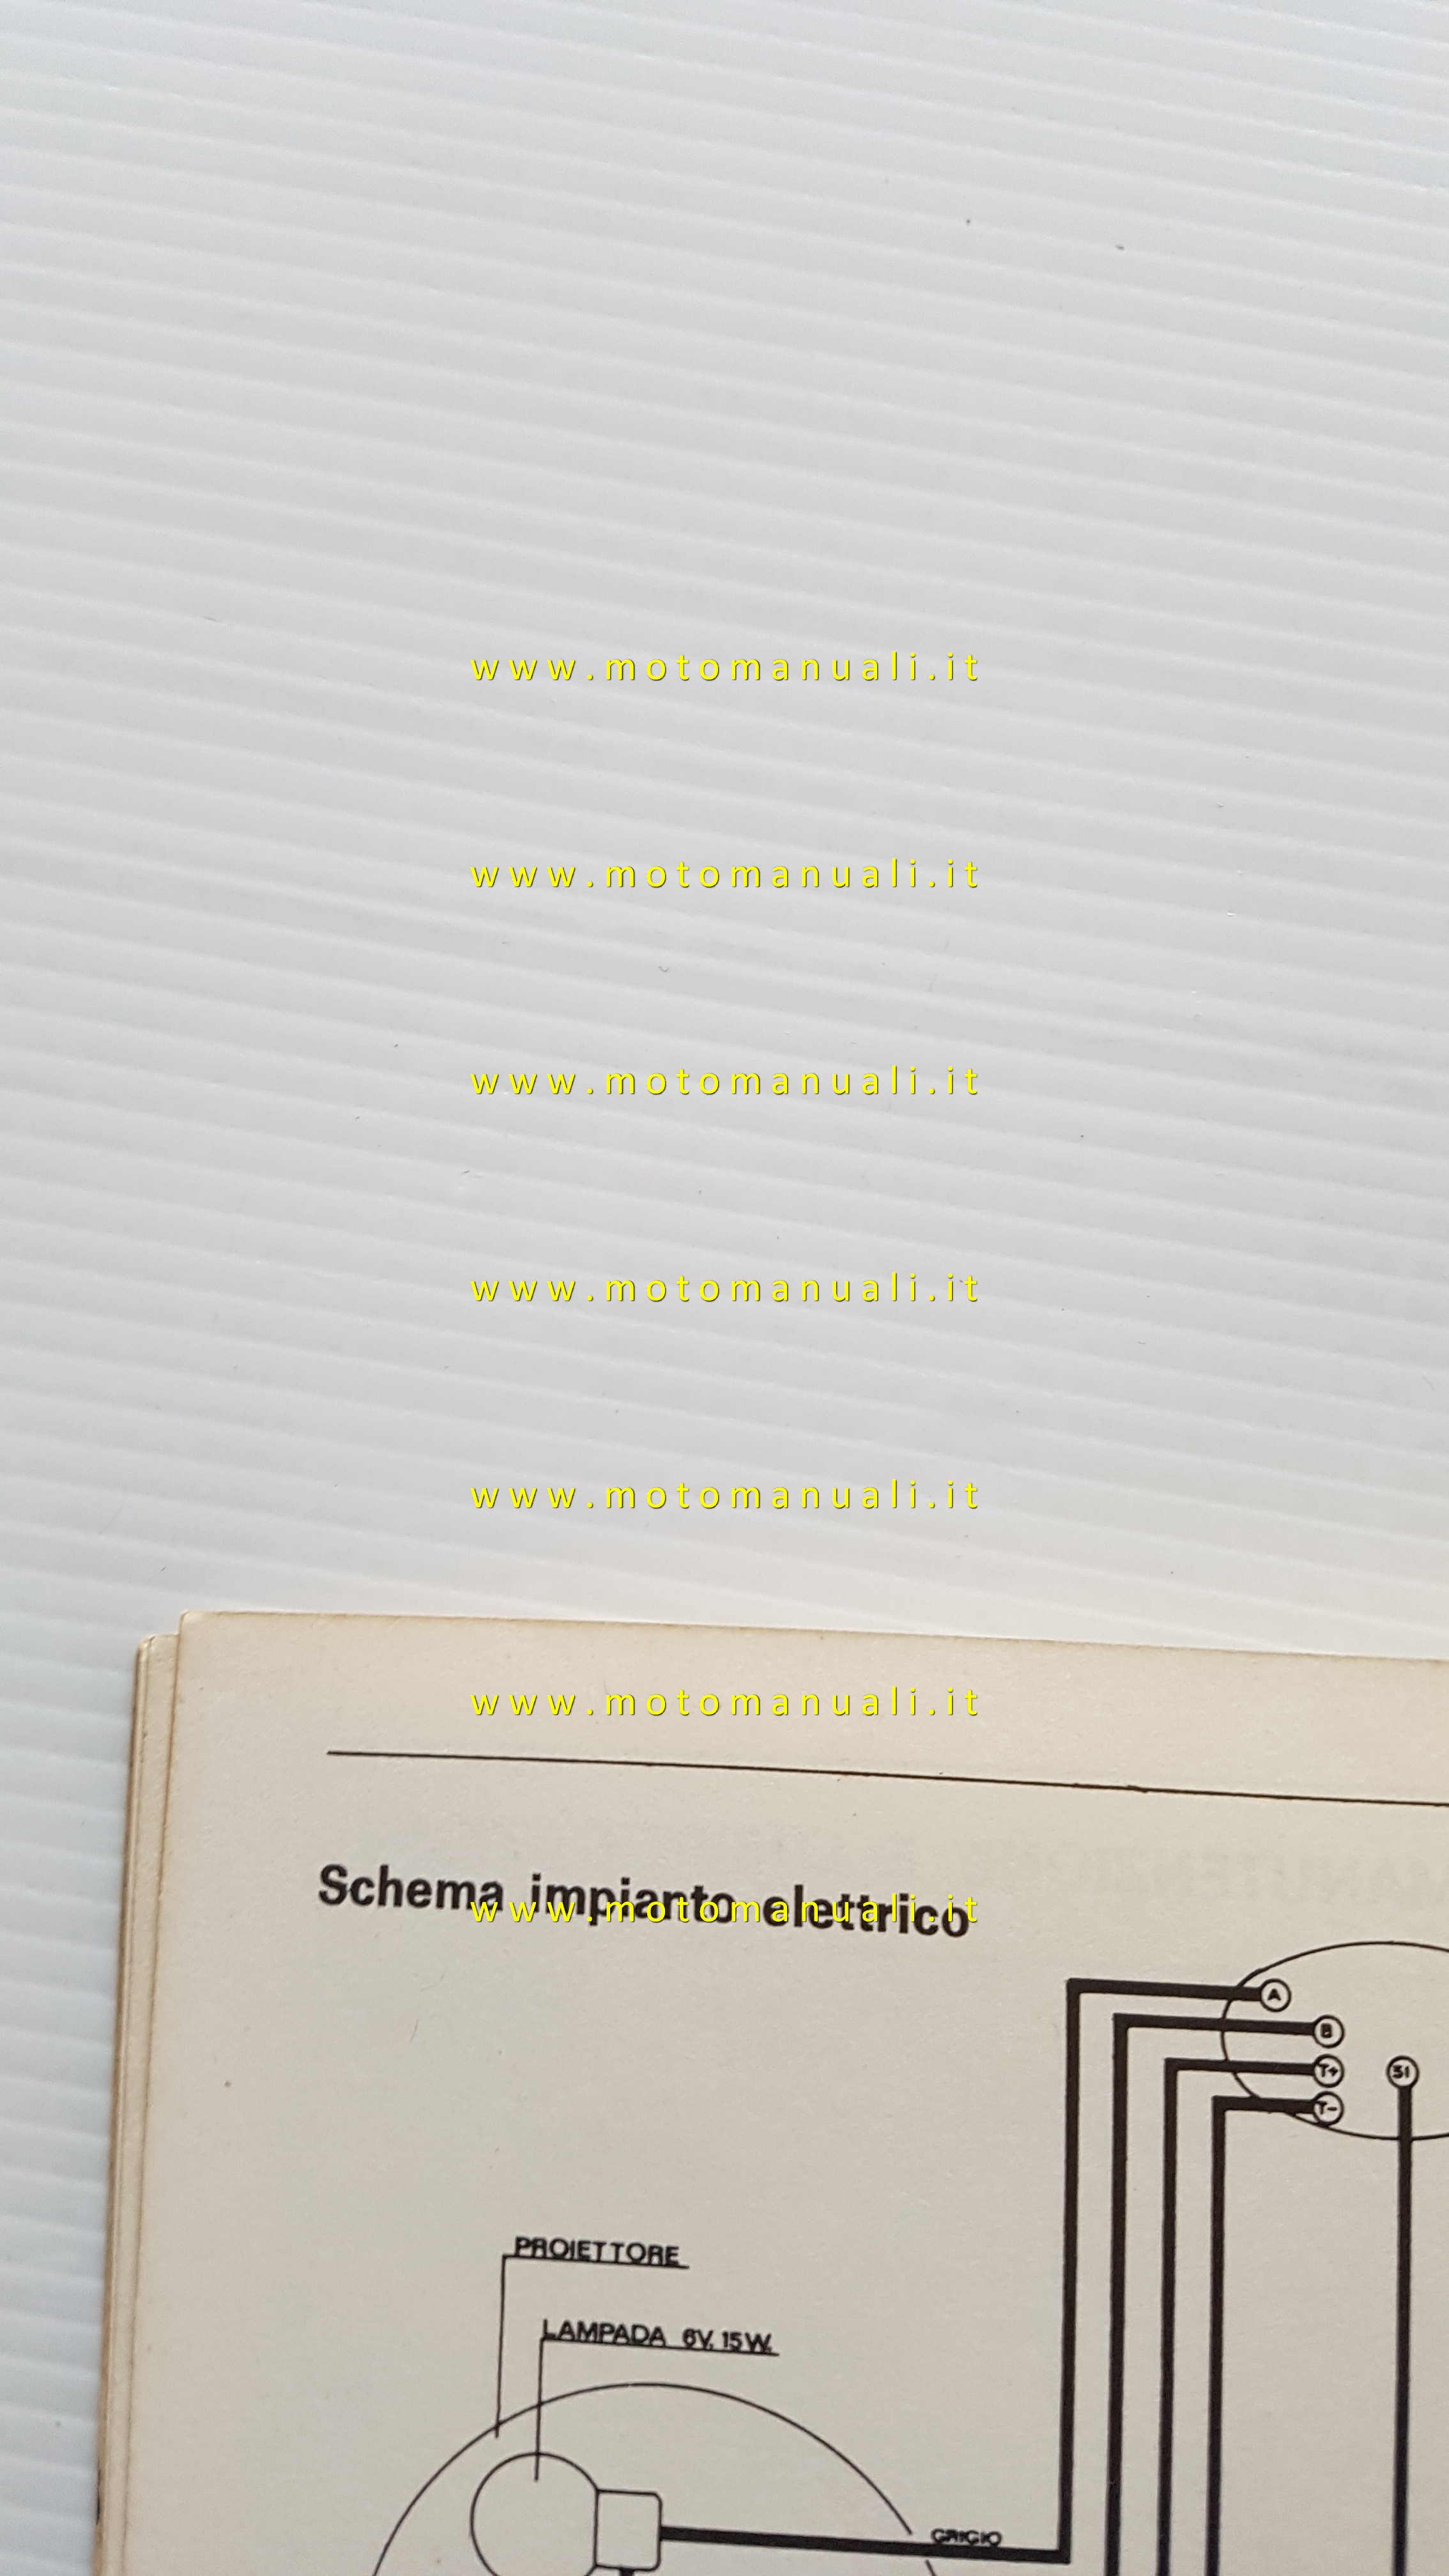 www.motomanuali.it
www.motomanuali.it
www.motomanuali.it
www.motomanuali.it
www.motomanuali.it
www.motomanuali.it
Schema impianto elettrico
www.motomanuali.it
A
B
T+
31
T-
PROIETTORE
LAMPADA 6V. 15W.
GRIGIO